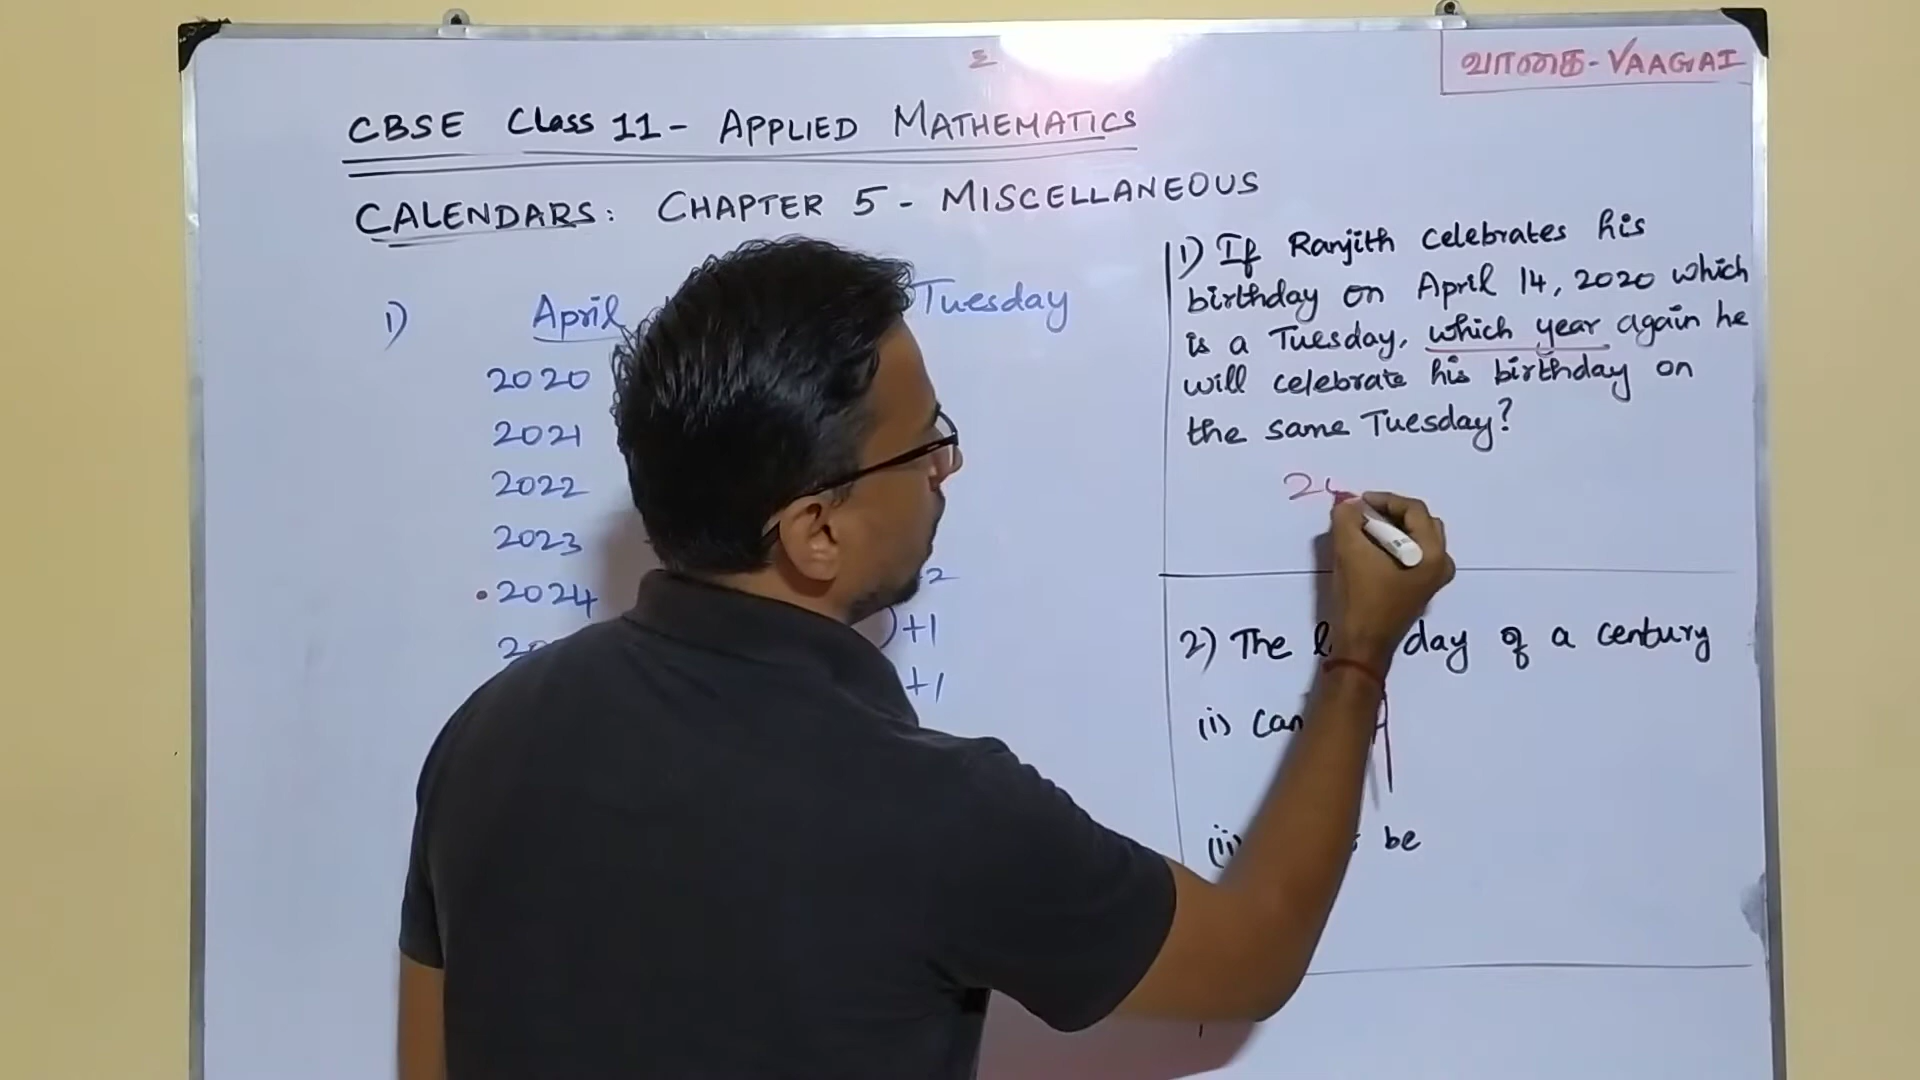 வாகை - VAAGAI
CBSE Class 11 - APPLIED MATHEMATICS
CALENDARS: CHAPTER 5 - MISCELLANEOUS
1) April Tuesday
2020
2021
2022
2023
2024
+1
+1
1) If Ranjith celebrates his
birthday on April 14, 2020 which
is a Tuesday, which year again he
will celebrate his birthday on
the same Tuesday?
2) The day of a century
(i)
(ii) be